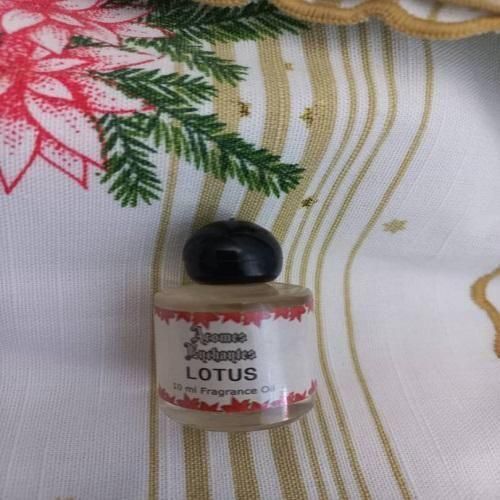 Aromes
Enchantes
LOTUS
10 ml Fragrance Oil